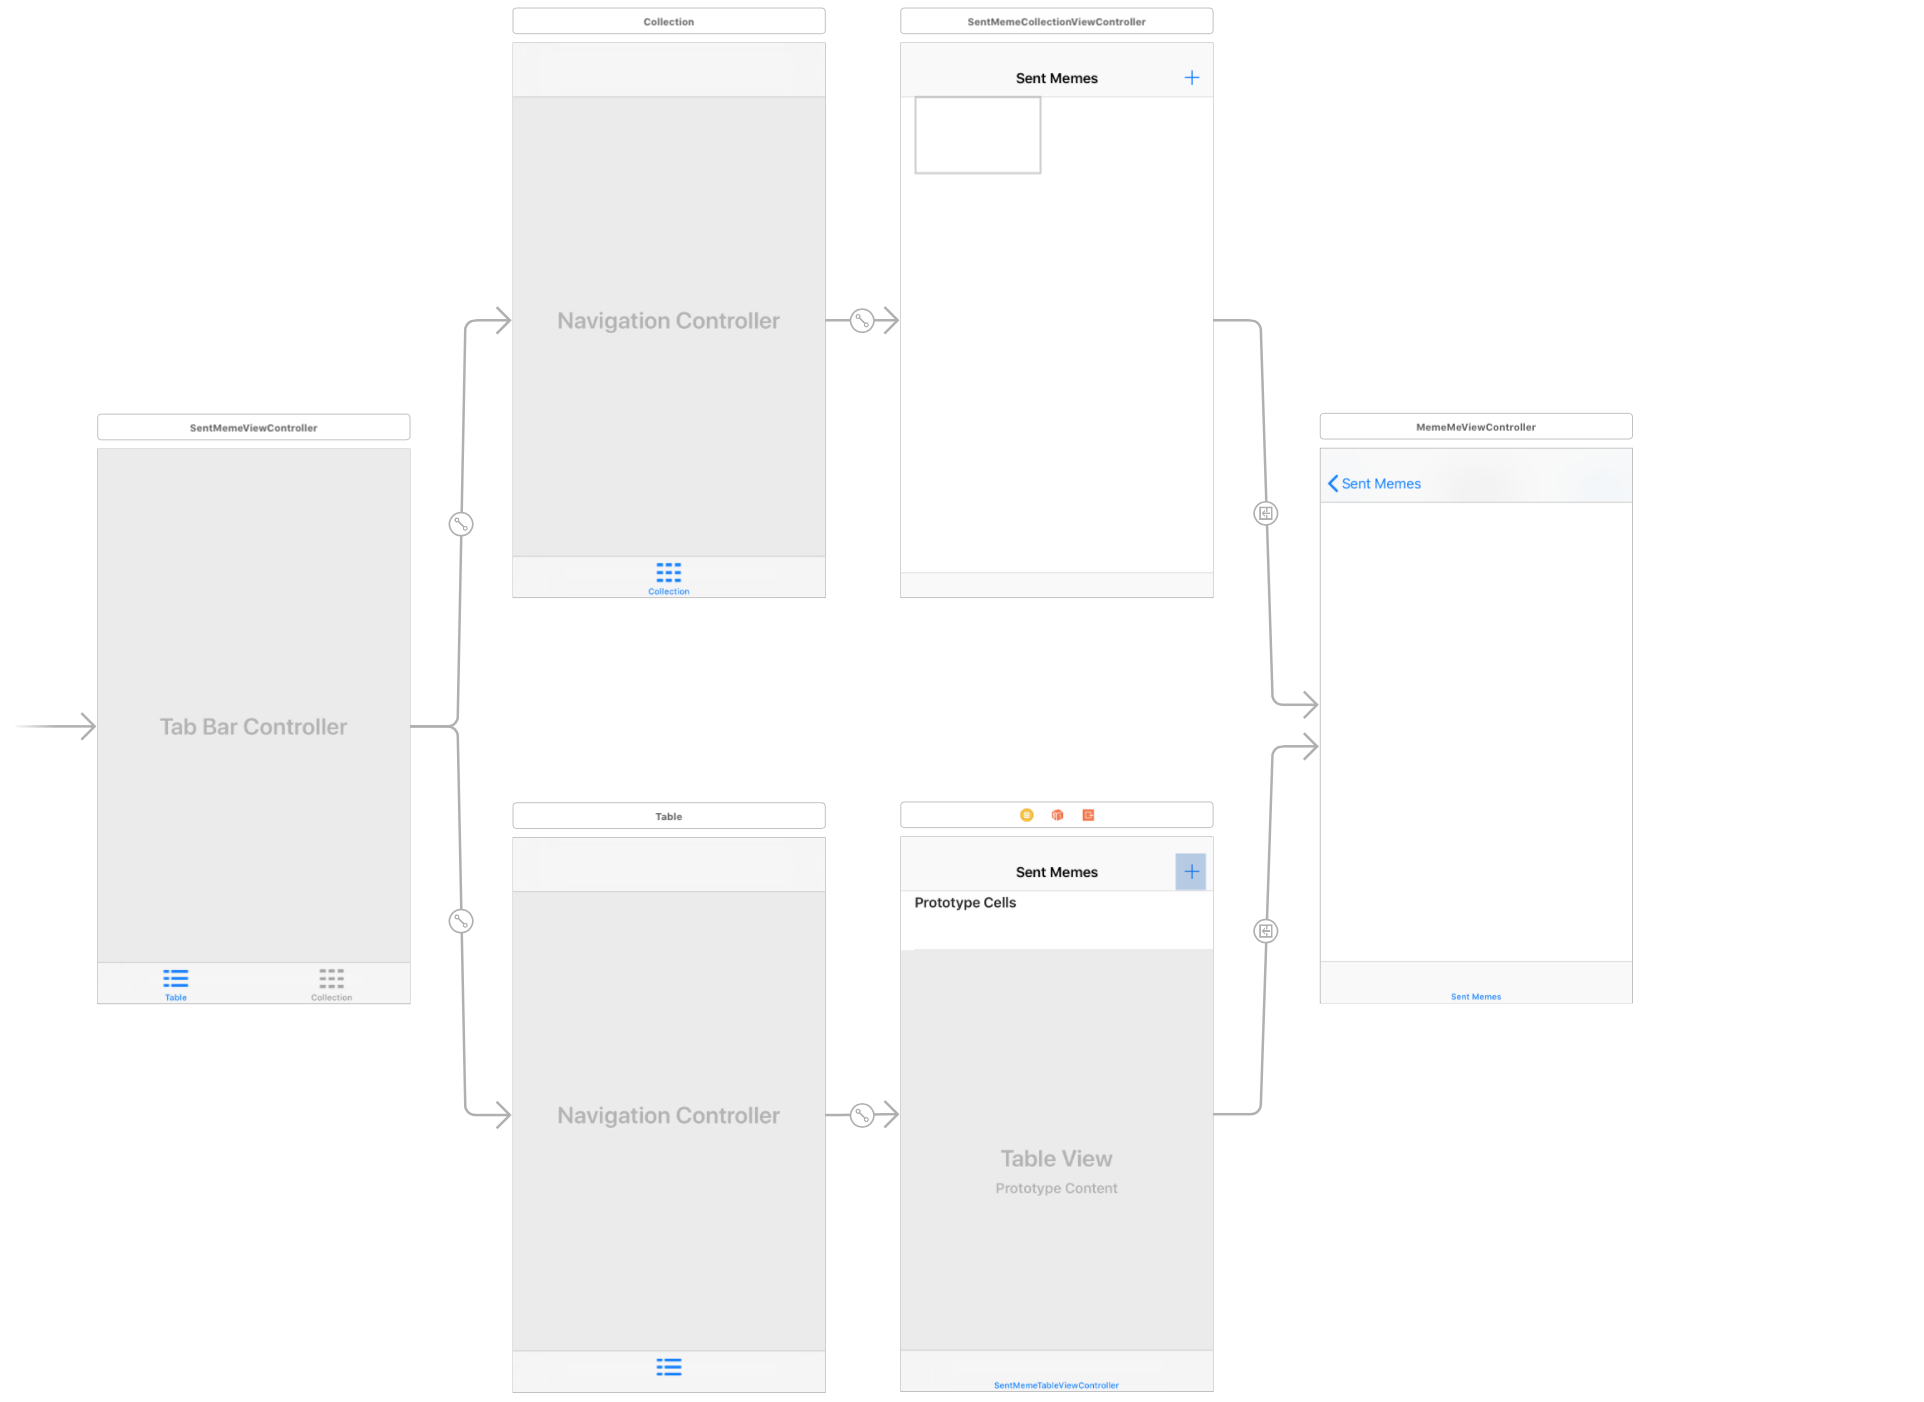 Collection
SentMemeCollectionViewController
Sent Memes
Navigation Controller
Collection
SentMemeViewController
Tab Bar Controller
Table
Collection
MemeMeViewController
Sent Memes
Sent Memes
Table
Navigation Controller
Sent Memes
Prototype Cells
Table View
Prototype Content
SentMemeTableViewController